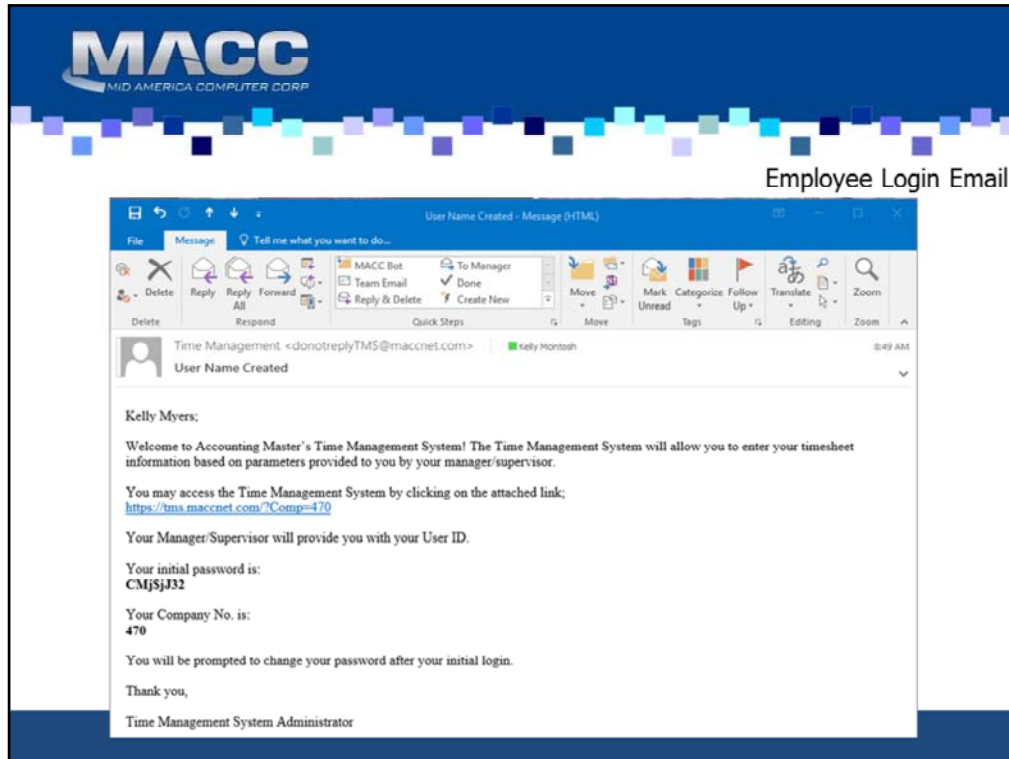 MACC
MID AMERICA COMPUTER CORP
Employee Login Email
User Name Created - Message (HTML)
File Message Tell me what you want to do...
Delete
Reply
Reply All
Forward
MACC Bot
Team Email
Reply & Delete
To Manager
Done
Create New
Move
Mark Unread
Categorize
Follow Up
Translate
Zoom
Delete Respond Quick Steps Move Tags Editing Zoom
Time Management <donotreplyTMS@maccnet.com> Kelly Montosh 8:49 AM
User Name Created
Kelly Myers;
Welcome to Accounting Master's Time Management System! The Time Management System will allow you to enter your timesheet
information based on parameters provided to you by your manager/supervisor.
You may access the Time Management System by clicking on the attached link;
https://tms.maccnet.com/?Comp=470
Your Manager/Supervisor will provide you with your User ID.
Your initial password is:
CMj$jJ32
Your Company No. is:
470
You will be prompted to change your password after your initial login.
Thank you,
Time Management System Administrator